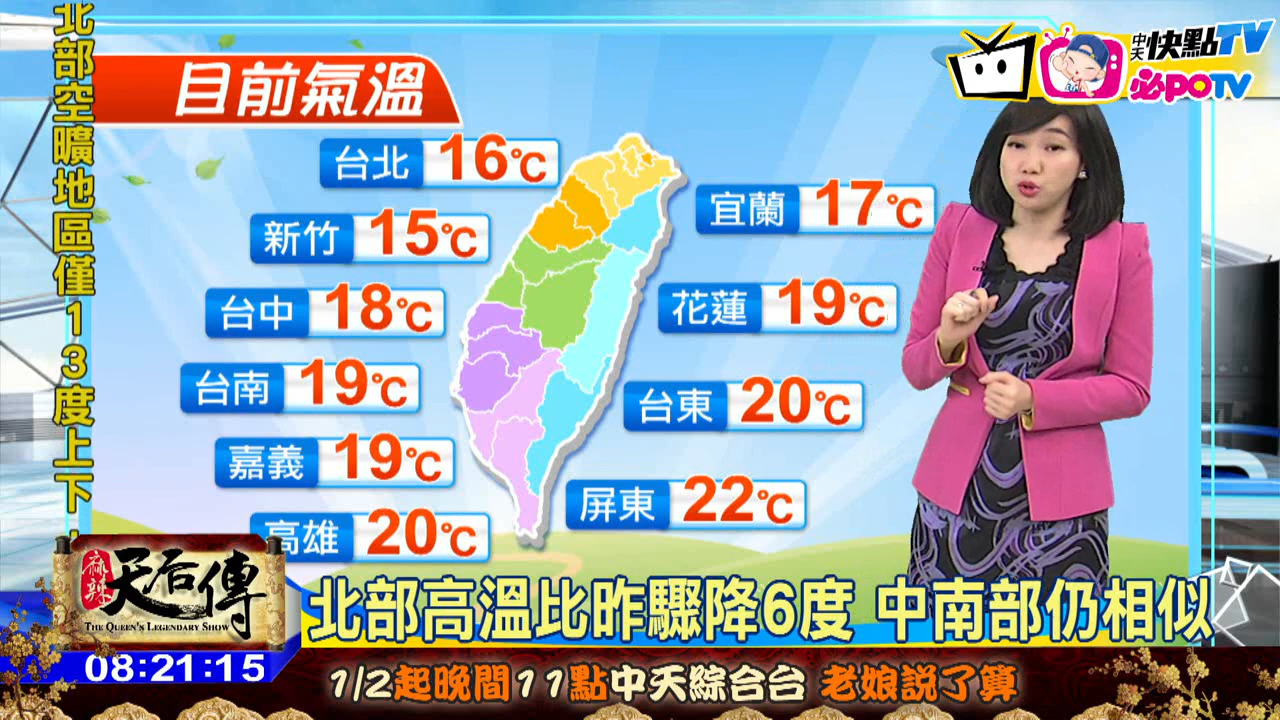 北部空曠地區僅13度上下
目前氣溫
中天快點TV
必POTV
台北 16℃
宜蘭 17℃
新竹 15℃
台中 18℃
花蓮 19℃
台南 19℃
台東 20℃
嘉義 19℃
屏東 22℃
高雄 20℃
麻辣天后傳
THE QUEEN'S LEGENDARY SHOW
北部高溫比昨驟降6度 中南部仍相似
08:21:15
1/2起晚間11點中天綜合台 老娘説了算